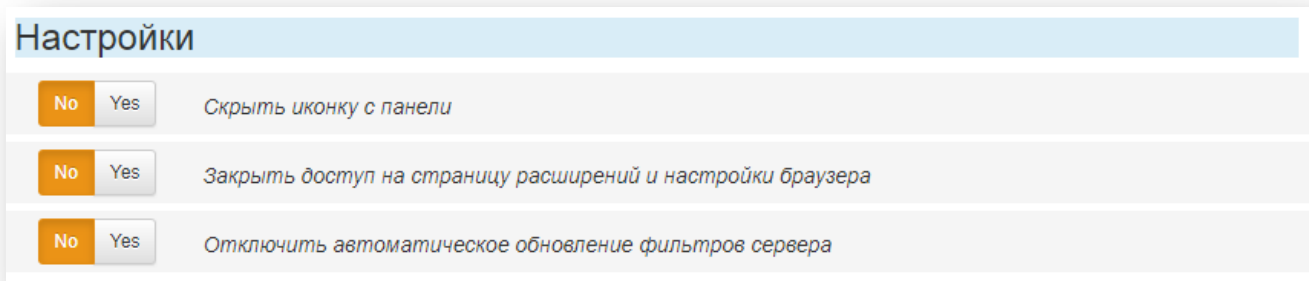 Настройки
No Yes Скрыть иконку с панели
No Yes Закрыть доступ на страницу расширений и настройки браузера
No Yes Отключить автоматическое обновление фильтров сервера